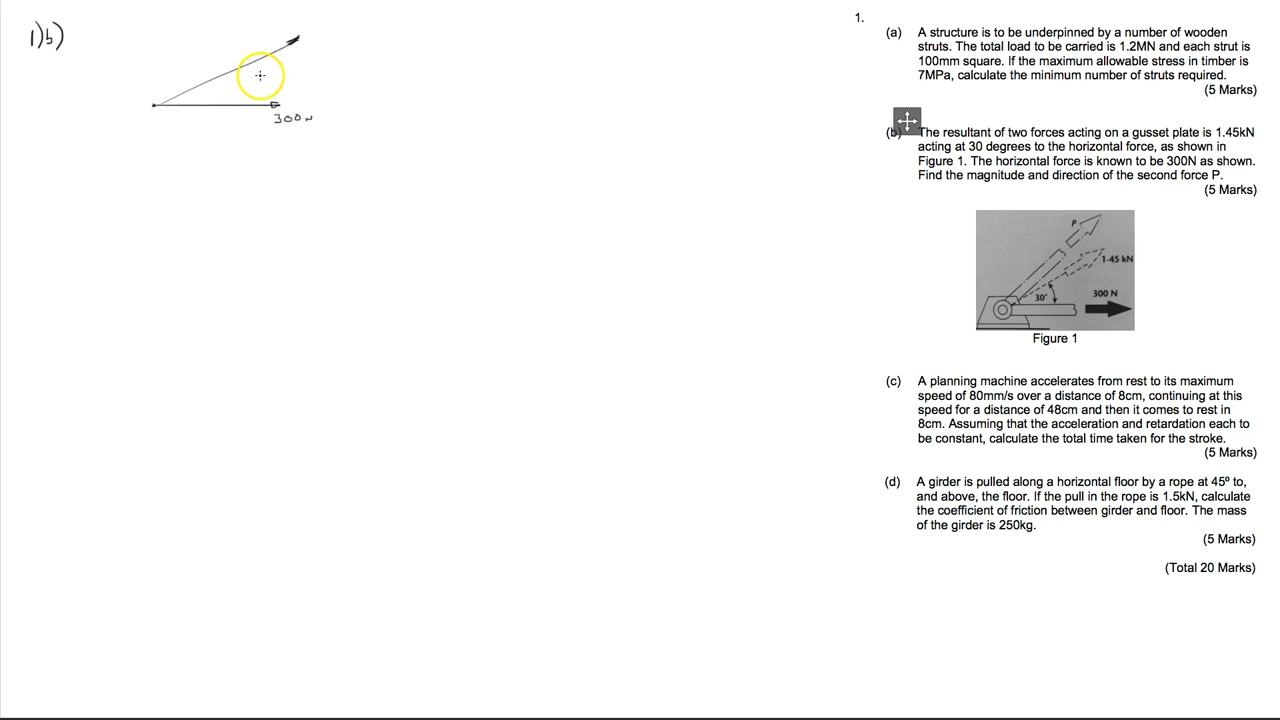 1)b)
300N
1.
(a) A structure is to be underpinned by a number of wooden
struts. The total load to be carried is 1.2MN and each strut is
100mm square. If the maximum allowable stress in timber is
7MPa, calculate the minimum number of struts required.
(5 Marks)
(b) The resultant of two forces acting on a gusset plate is 1.45kN
acting at 30 degrees to the horizontal force, as shown in
Figure 1. The horizontal force is known to be 300N as shown.
Find the magnitude and direction of the second force P.
(5 Marks)
P
1·45 kN
30°
300 N
Figure 1
(c) A planning machine accelerates from rest to its maximum
speed of 80mm/s over a distance of 8cm, continuing at this
speed for a distance of 48cm and then it comes to rest in
8cm. Assuming that the acceleration and retardation each to
be constant, calculate the total time taken for the stroke.
(5 Marks)
(d) A girder is pulled along a horizontal floor by a rope at 45º to,
and above, the floor. If the pull in the rope is 1.5kN, calculate
the coefficient of friction between girder and floor. The mass
of the girder is 250kg.
(5 Marks)
(Total 20 Marks)